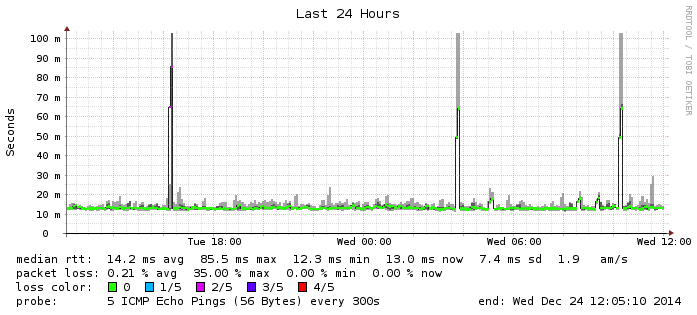 Last 24 Hours
RRDTOOL / TOBI OETIKER
Seconds
100 m
90 m
80 m
70 m
60 m
50 m
40 m
30 m
20 m
10 m
0
Tue 18:00 Wed 00:00 Wed 06:00 Wed 12:00
median rtt: 14.2 ms avg 85.5 ms max 12.3 ms min 13.0 ms now 7.4 ms sd 1.9 am/s
packet loss: 0.21 % avg 35.00 % max 0.00 % min 0.00 % now
loss color: 0 1/5 2/5 3/5 4/5
probe: 5 ICMP Echo Pings (56 Bytes) every 300s end: Wed Dec 24 12:05:10 2014